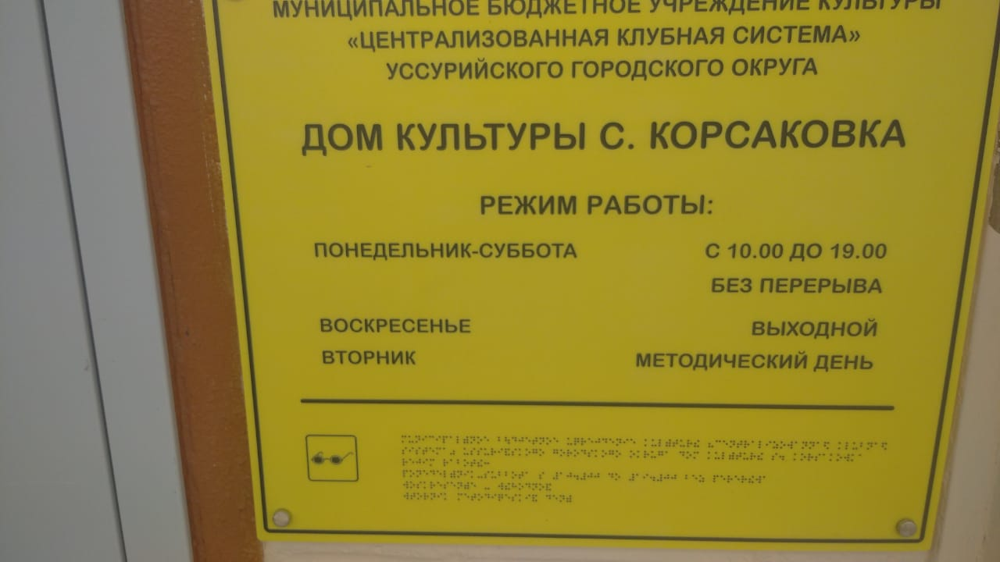 МУНИЦИПАЛЬНОЕ БЮДЖЕТНОЕ УЧРЕЖДЕНИЕ КУЛЬТУРЫ
«ЦЕНТРАЛИЗОВАННАЯ КЛУБНАЯ СИСТЕМА»
УССУРИЙСКОГО ГОРОДСКОГО ОКРУГА
ДОМ КУЛЬТУРЫ С. КОРСАКОВКА
РЕЖИМ РАБОТЫ:
ПОНЕДЕЛЬНИК-СУББОТА С 10.00 ДО 19.00
БЕЗ ПЕРЕРЫВА
ВОСКРЕСЕНЬЕ ВЫХОДНОЙ
ВТОРНИК МЕТОДИЧЕСКИЙ ДЕНЬ